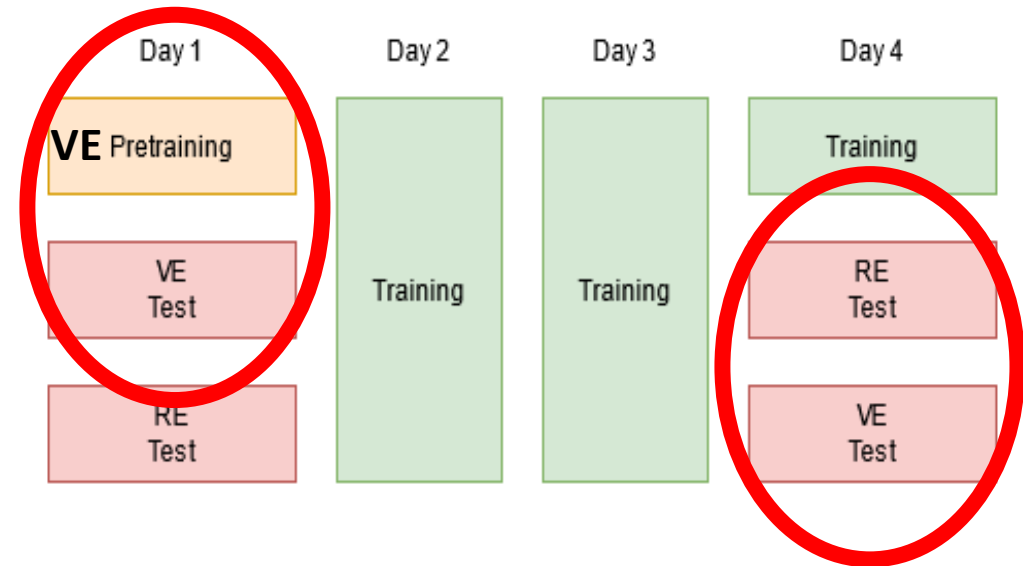 Day 1
Day 2
Day 3
Day 4
VE Pretraining
Training
VE
Test
Training
Training
RE
Test
RE
Test
VE
Test